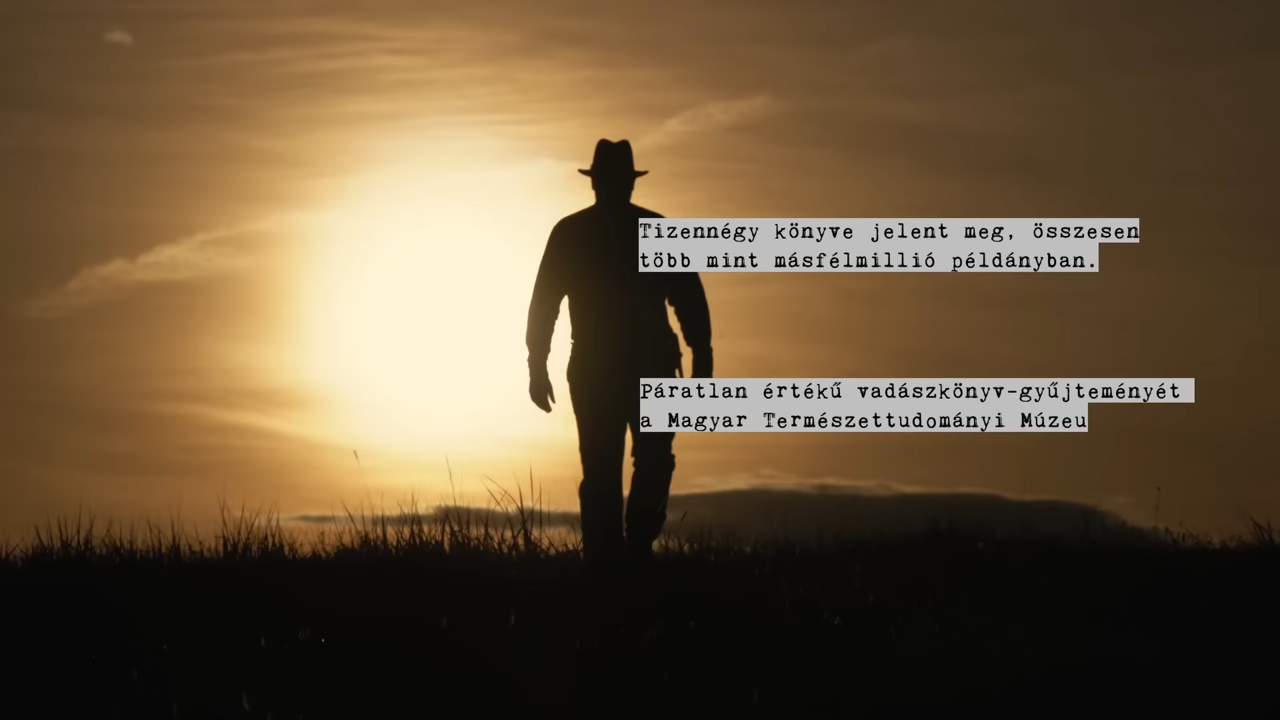 Tizennégy könyve jelent meg, összesen
több mint másfélmillió példányban.
Páratlan értékű vadászkönyv-gyűjteményét
a Magyar Természettudományi Múzeu